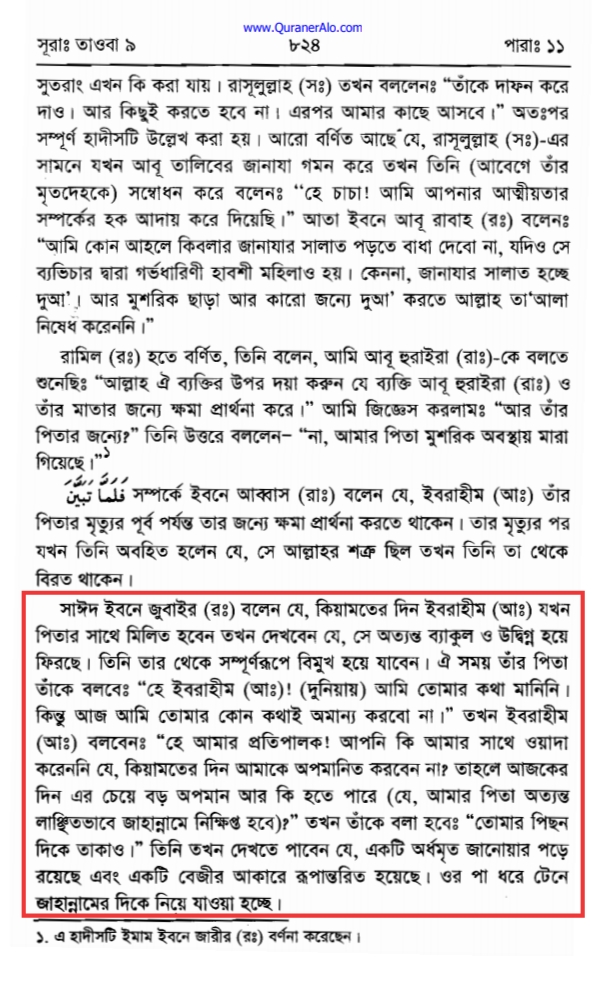 www.QuranerAlo.com
সূরাঃ তাওবা ৯ ৮২৪ পারাঃ ১১
সুতরাং এখন কি করা যায়। রাসূলুল্লাহ (সঃ) তখন বললেনঃ “তাঁকে দাফন করে
দাও। আর কিছুই করতে হবে না। এরপর আমার কাছে আসবে।” অতঃপর
সম্পূর্ণ হাদীসটি উল্লেখ করা হয়। আরো বর্ণিত আছে যে, রাসূলুল্লাহ (সঃ)-এর
সামনে যখন আবূ তালিবের জানাযা গমন করে তখন তিনি (আবেগে তাঁর
মৃতদেহকে) সম্বোধন করে বলেনঃ “হে চাচা! আমি আপনার আত্মীয়তার
সম্পর্কের হক আদায় করে দিয়েছি।” আতা ইবনে আবূ রাবাহ (রঃ) বলেনঃ
“আমি কোন আহলে কিবলার জানাযার সালাত পড়তে বাধা দেবো না, যদিও সে
ব্যভিচার দ্বারা গর্ভধারিণী হাবশী মহিলাও হয়। কেননা, জানাযার সালাত হচ্ছে
দুআ’। আর মুশরিক ছাড়া আর কারো জন্যে দুআ’ করতে আল্লাহ তা‘আলা
নিষেধ করেননি।”
রামিল (রঃ) হতে বর্ণিত, তিনি বলেন, আমি আবূ হুরাইরা (রাঃ)-কে বলতে
শুনেছিঃ “আল্লাহ ঐ ব্যক্তির উপর দয়া করুন যে ব্যক্তি আবূ হুরাইরা (রাঃ) ও
তাঁর মাতার জন্যে ক্ষমা প্রার্থনা করে।” আমি জিজ্ঞেস করলামঃ “আর তাঁর
পিতার জন্যে?” তিনি উত্তরে বললেন– “না, আমার পিতা মুশরিক অবস্থায় মারা
গিয়েছে।”১
فَلَمَّا تَبَيَّنَ সম্পর্কে ইবনে আব্বাস (রাঃ) বলেন যে, ইবরাহীম (আঃ) তাঁর
পিতার মৃত্যুর পূর্ব পর্যন্ত তার জন্যে ক্ষমা প্রার্থনা করতে থাকেন। তার মৃত্যুর পর
যখন তিনি অবহিত হলেন যে, সে আল্লাহর শত্রু ছিল তখন তিনি তা থেকে
বিরত থাকেন।
সাঈদ ইবনে জুবাইর (রঃ) বলেন যে, কিয়ামতের দিন ইবরাহীম (আঃ) যখন
পিতার সাথে মিলিত হবেন তখন দেখবেন যে, সে অত্যন্ত ব্যাকুল ও উদ্বিগ্ন হয়ে
ফিরছে। তিনি তার থেকে সম্পূর্ণরূপে বিমুখ হয়ে যাবেন। ঐ সময় তাঁর পিতা
তাঁকে বলবেঃ “হে ইবরাহীম (আঃ)! (দুনিয়ায়) আমি তোমার কথা মানিনি।
কিন্তু আজ আমি তোমার কোন কথাই অমান্য করবো না।” তখন ইবরাহীম
(আঃ) বলবেনঃ “হে আমার প্রতিপালক! আপনি কি আমার সাথে ওয়াদা
করেননি যে, কিয়ামতের দিন আমাকে অপমানিত করবেন না? তাহলে আজকের
দিন এর চেয়ে বড় অপমান আর কি হতে পারে (যে, আমার পিতা অত্যন্ত
লাঞ্ছিতভাবে জাহান্নামে নিক্ষিপ্ত হবে)?” তখন তাঁকে বলা হবেঃ “তোমার পিছন
দিকে তাকাও।” তিনি তখন দেখতে পাবেন যে, একটি অর্ধমৃত জানোয়ার পড়ে
রয়েছে এবং একটি বেজীর আকারে রূপান্তরিত হয়েছে। ওর পা ধরে টেনে
জাহান্নামের দিকে নিয়ে যাওয়া হচ্ছে।
১. এ হাদীসটি ইমাম ইবনে জারীর (রঃ) বর্ণনা করেছেন।